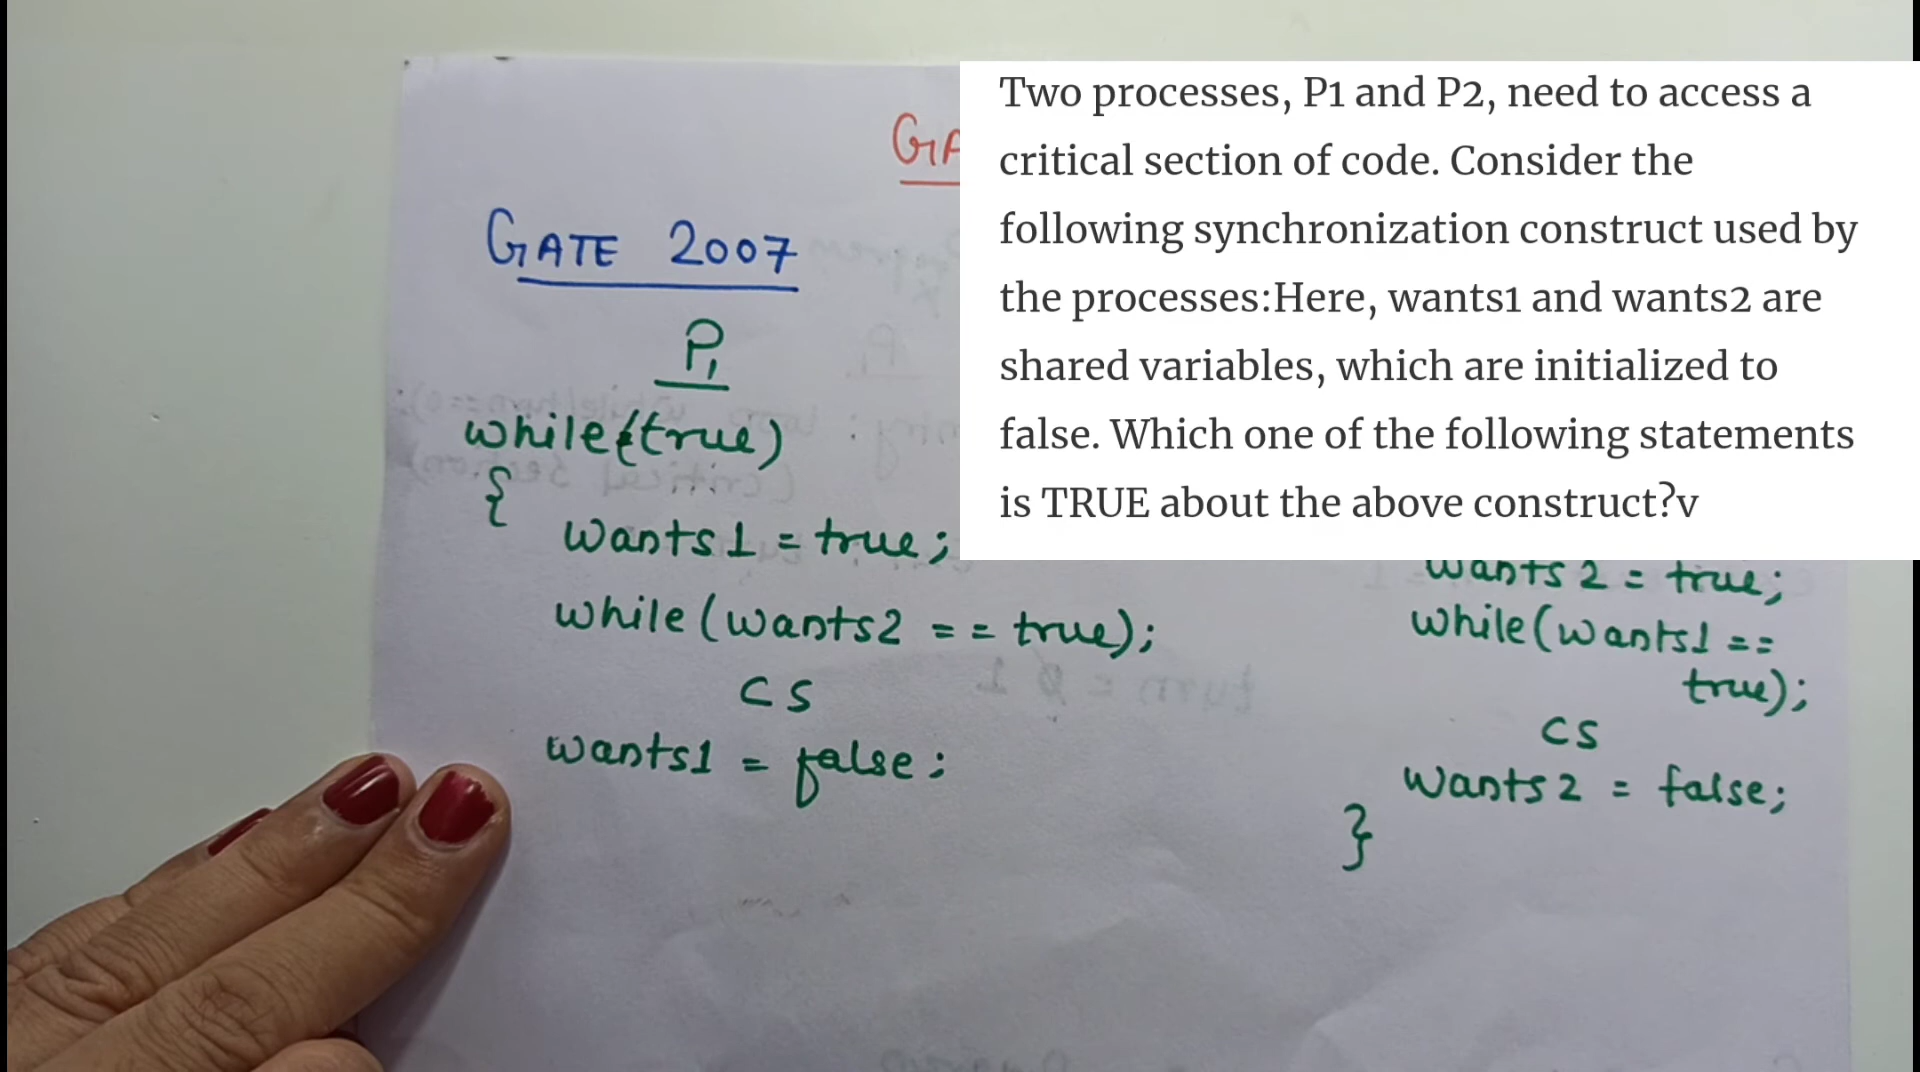 Two processes, P1 and P2, need to access a
critical section of code. Consider the
following synchronization construct used by
the processes:Here, wants1 and wants2 are
shared variables, which are initialized to
false. Which one of the following statements
is TRUE about the above construct?v
GA
GATE 2007
P1
while(true)
{
wants1 = true;
while(wants2 == true);
CS
wants1 = false;
wants2 = true;
while(wants1 ==
true);
CS
wants2 = false;
}